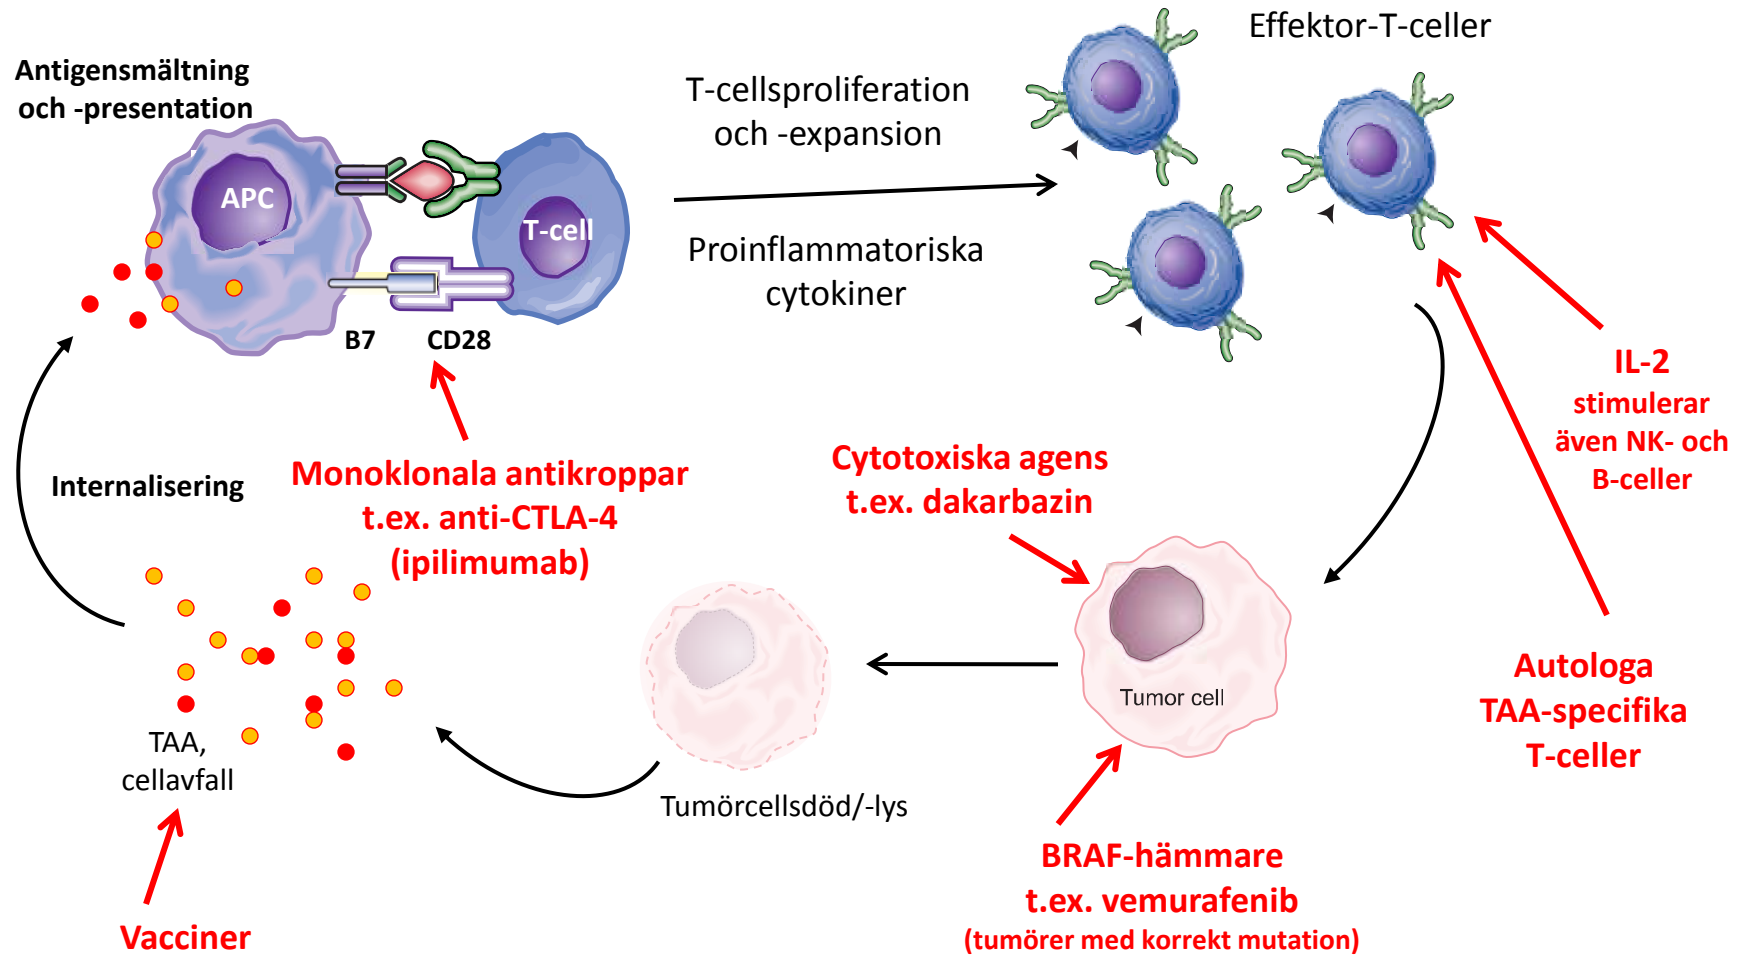 Antigensmältning
och -presentation
APC
T-cell
B7
CD28
T-cellsproliferation
och -expansion
Proinflammatoriska
cytokiner
Effektor-T-celler
IL-2
stimulerar
även NK- och
B-celler
Internalisering
Monoklonala antikroppar
t.ex. anti-CTLA-4
(ipilimumab)
Cytotoxiska agens
t.ex. dakarbazin
Tumor cell
Autologa
TAA-specifika
T-celler
TAA,
cellavfall
Tumörcellsdöd/-lys
BRAF-hämmare
t.ex. vemurafenib
(tumörer med korrekt mutation)
Vacciner